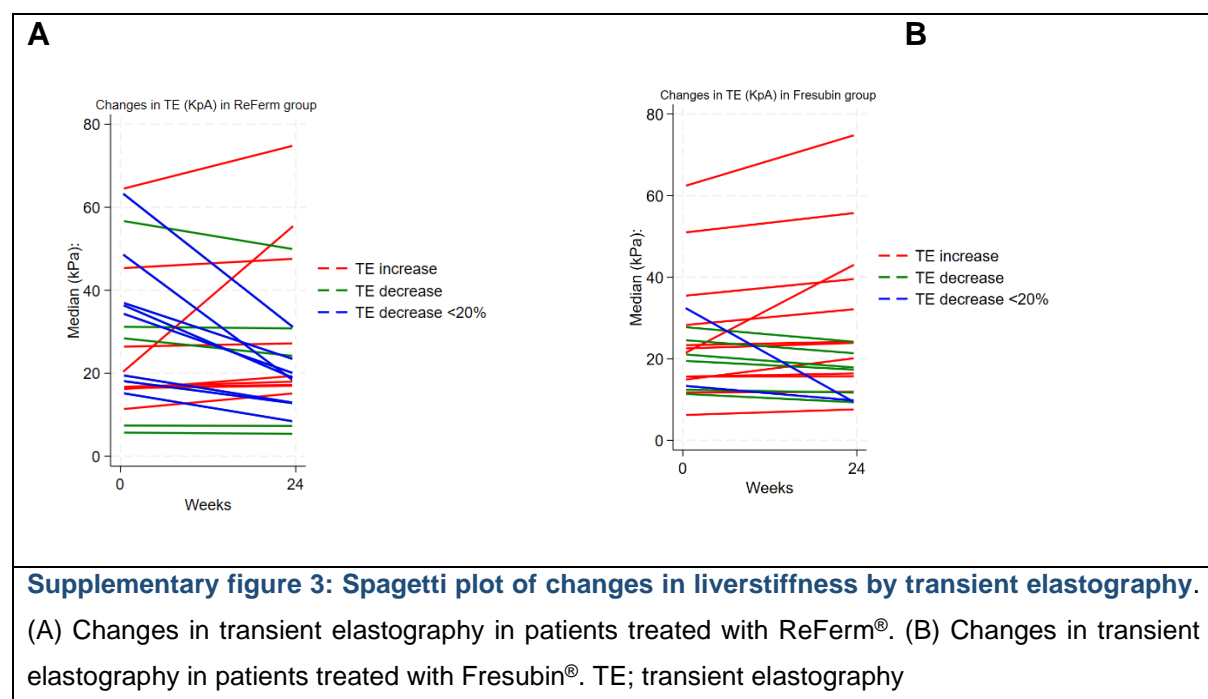 A
B
Changes in TE (KpA) in ReFerm group
80
60
40
20
0
Median (kPa):
0
24
Weeks
TE increase
TE decrease
TE decrease <20%
Changes in TE (KpA) in Fresubin group
80
60
40
20
0
Median (kPa):
0
24
Weeks
TE increase
TE decrease
TE decrease <20%
Supplementary figure 3: Spagetti plot of changes in liverstiffness by transient elastography.
(A) Changes in transient elastography in patients treated with ReFerm®. (B) Changes in transient
elastography in patients treated with Fresubin®. TE; transient elastography